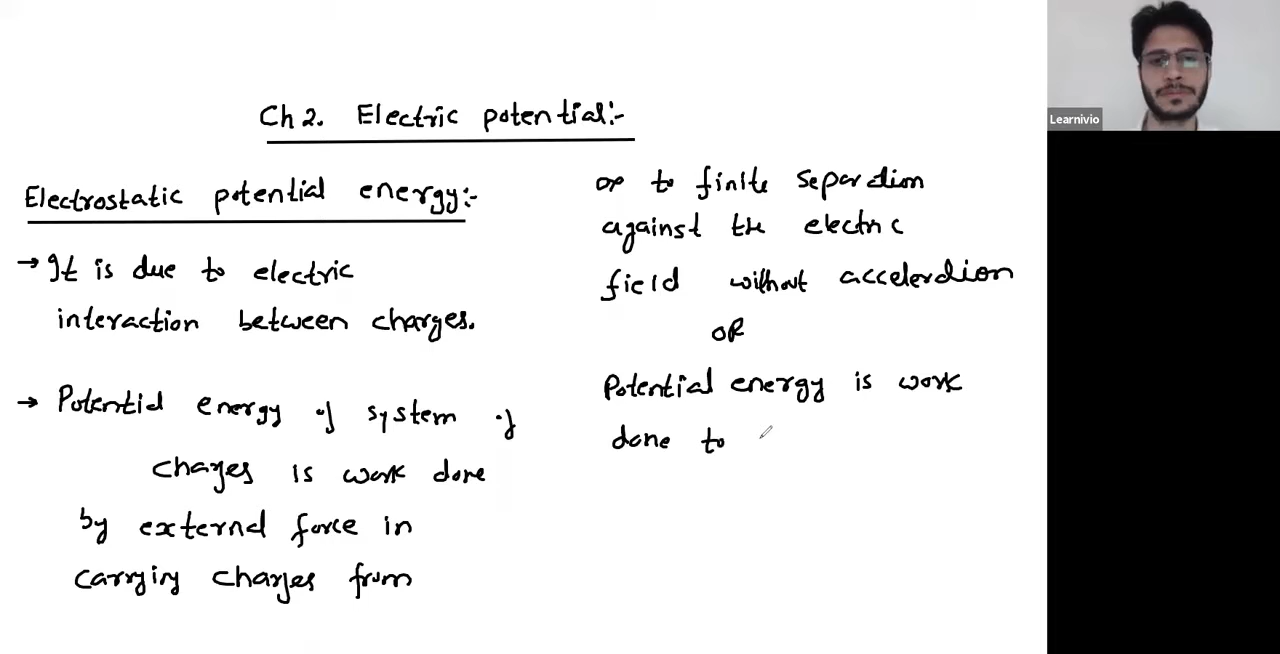 Ch 2. Electric potential:-
Electrostatic potential energy:-
→ It is due to electric
interaction between charges.
→ Potential energy of system of
charges is work done
by external force in
carrying charges from
∞ to finite separation
against the electric
field without acceleration
OR
Potential energy is work
done to
Learnivio